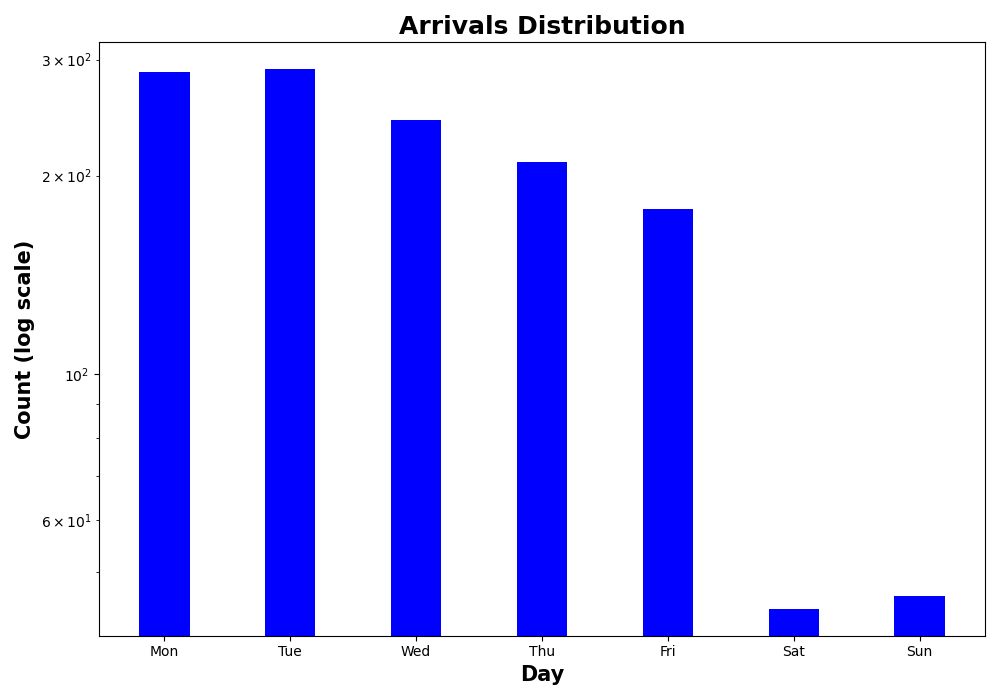 Arrivals Distribution
3 × 10²
2 × 10²
10²
6 × 10¹
Count (log scale)
Mon Tue Wed Thu Fri Sat Sun
Day